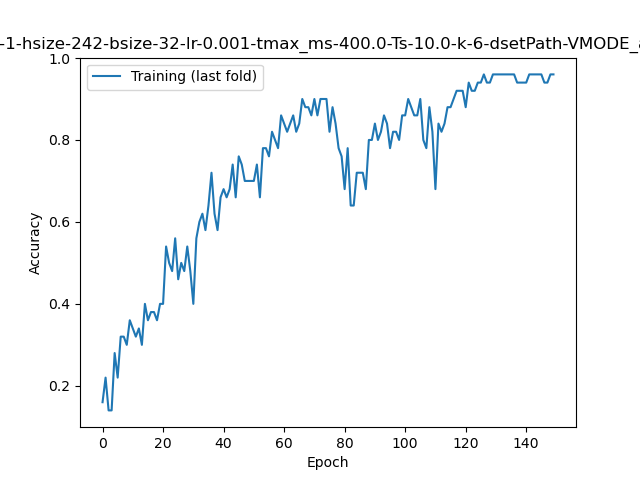 -1-hsize-242-bsize-32-lr-0.001-tmax_ms-400.0-Ts-10.0-k-6-dsetPath-VMODE_
Training (last fold)
1.0
0.8
0.6
0.4
0.2
Accuracy
0 20 40 60 80 100 120 140
Epoch